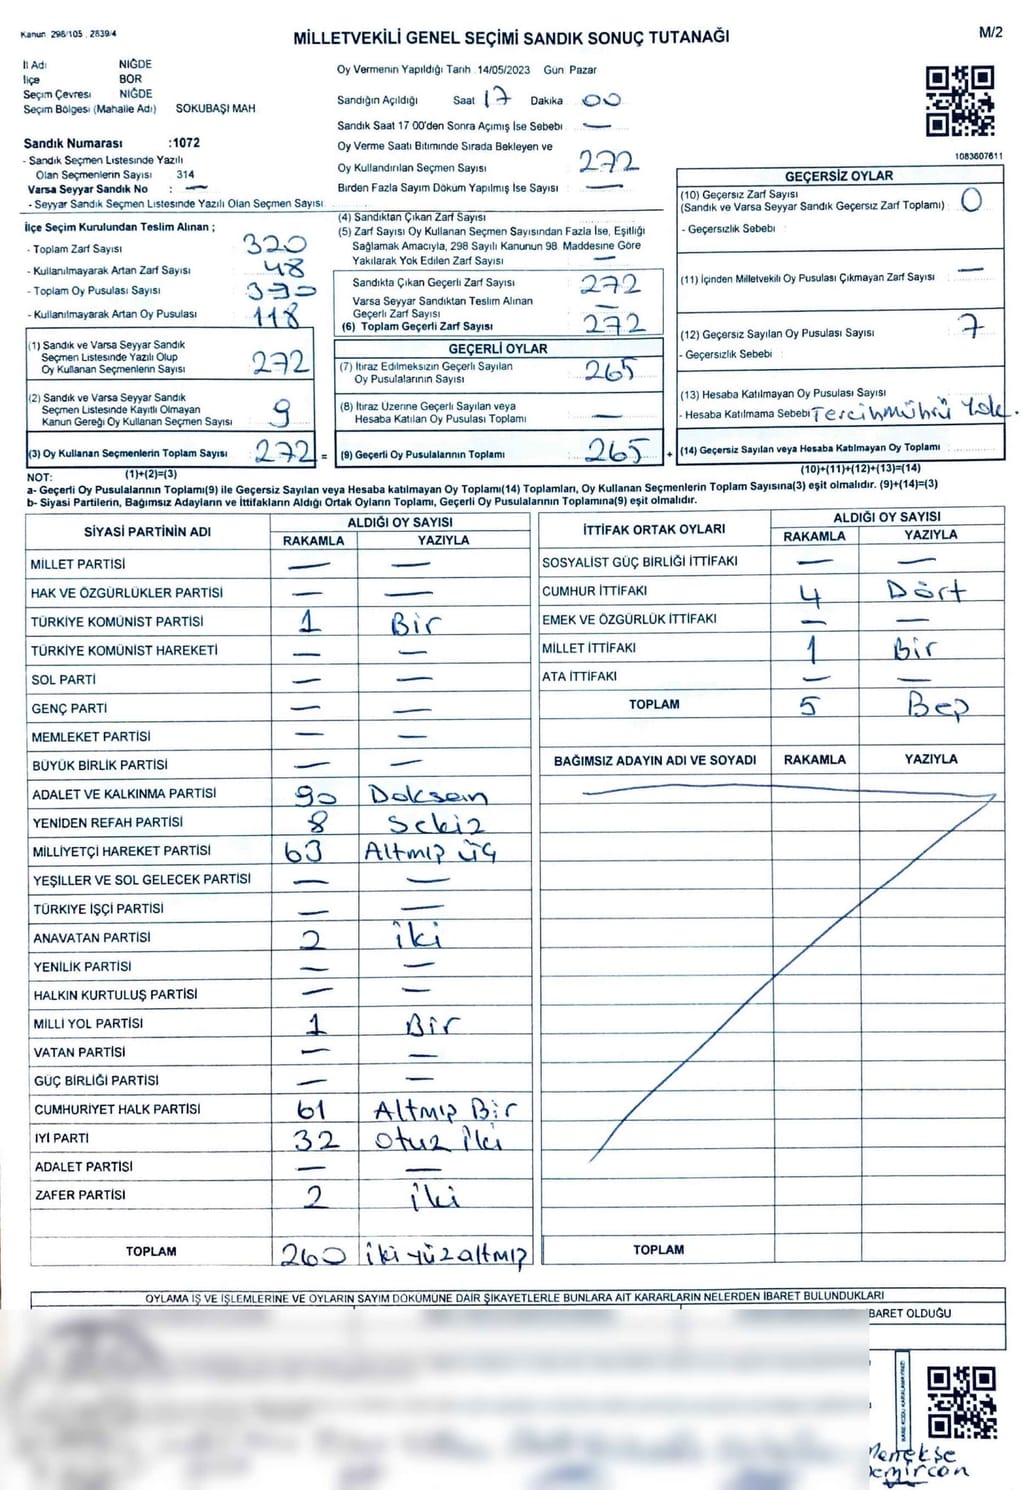 Kanun 298/105 , 2839/4
MİLLETVEKİLİ GENEL SEÇİMİ SANDIK SONUÇ TUTANAĞI
M/2
İl Adı NİĞDE
İlçe BOR
Seçim Çevresi NİĞDE
Seçim Bölgesi (Mahalle Adı) SOKUBAŞI MAH
Sandık Numarası :1072
- Sandık Seçmen Listesinde Yazılı
Olan Seçmenlerin Sayısı 314
Varsa Seyyar Sandık No : —
- Seyyar Sandık Seçmen Listesinde Yazılı Olan Seçmen Sayısı
Oy Vermenin Yapıldığı Tarih 14/05/2023 Gün Pazar
Sandığın Açıldığı Saat 17 Dakika 00
Sandık Saat 17 00'den Sonra Açımış İse Sebebi —
Oy Verme Saati Bitiminde Sırada Bekleyen ve
Oy Kullandırılan Seçmen Sayısı 272
Birden Fazla Sayım Döküm Yapılmış İse Sayısı —
1083607611
İlçe Seçim Kurulundan Teslim Alınan ;
- Toplam Zarf Sayısı 320
- Kullanılmayarak Artan Zarf Sayısı 48
- Toplam Oy Pusulası Sayısı
- Kullanılmayarak Artan Oy Pusulası 118
(1) Sandık ve Varsa Seyyar Sandık
Seçmen Listesinde Yazılı Olup
Oy Kullanan Seçmenlerin Sayısı 272
(2) Sandık ve Varsa Seyyar Sandık
Seçmen Listesinde Kayıtlı Olmayan
Kanun Gereği Oy Kullanan Seçmen Sayısı 9
(3) Oy Kullanan Seçmenlerin Toplam Sayısı 272 =
(4) Sandıktan Çıkan Zarf Sayısı
(5) Zarf Sayısı Oy Kullanan Seçmen Sayısından Fazla İse, Eşitliği
Sağlamak Amacıyla, 298 Sayılı Kanunun 98 Maddesine Göre
Yakılarak Yok Edilen Zarf Sayısı —
Sandıkta Çıkan Geçerli Zarf Sayısı 272
Varsa Seyyar Sandıktan Teslim Alınan
Geçerli Zarf Sayısı —
(6) Toplam Geçerli Zarf Sayısı 272
GEÇERLİ OYLAR
(7) İtiraz Edilmeksizin Geçerli Sayılan
Oy Pusulalarının Sayısı 265
(8) İtiraz Üzerine Geçerli Sayılan veya
Hesaba Katılan Oy Pusulası Toplamı —
(9) Geçerli Oy Pusulalarının Toplamı 265 +
GEÇERSİZ OYLAR
(10) Geçersiz Zarf Sayısı
(Sandık ve Varsa Seyyar Sandık Geçersiz Zarf Toplamı) 0
- Geçersizlik Sebebi
(11) İçinden Milletvekili Oy Pusulası Çıkmayan Zarf Sayısı —
(12) Geçersiz Sayılan Oy Pusulası Sayısı 7
- Geçersizlik Sebebi
(13) Hesaba Katılmayan Oy Pusulası Sayısı
- Hesaba Katılmama Sebebi Tercih mührü Yok.
(14) Geçersiz Sayılan veya Hesaba Katılmayan Oy Toplamı
NOT: (1)+(2)=(3)
(10)+(11)+(12)+(13)=(14)
a- Geçerli Oy Pusulalarının Toplamı(9) ile Geçersiz Sayılan veya Hesaba Katılmayan Oy Toplamı(14) Toplamları, Oy Kullanan Seçmenlerin Toplam Sayısına(3) eşit olmalıdır. (9)+(14)=(3)
b- Siyasi Partilerin, Bağımsız Adayların ve İttifakların Aldığı Ortak Oyların Toplamı, Geçerli Oy Pusulalarının Toplamına(9) eşit olmalıdır.
SİYASİ PARTİNİN ADI ALDIĞI OY SAYISI
RAKAMLA YAZIYLA
MİLLET PARTİSİ — —
HAK VE ÖZGÜRLÜKLER PARTİSİ — —
TÜRKİYE KOMÜNİST PARTİSİ 1 Bir
TÜRKİYE KOMÜNİST HAREKETİ — —
SOL PARTİ — —
GENÇ PARTİ — —
MEMLEKET PARTİSİ — —
BÜYÜK BİRLİK PARTİSİ — —
ADALET VE KALKINMA PARTİSİ 90 Doksan
YENİDEN REFAH PARTİSİ 8 Sekiz
MİLLİYETÇİ HAREKET PARTİSİ 63 Altmış üç
YEŞİLLER VE SOL GELECEK PARTİSİ — —
TÜRKİYE İŞÇİ PARTİSİ — —
ANAVATAN PARTİSİ 2 iki
YENİLİK PARTİSİ — —
HALKIN KURTULUŞ PARTİSİ — —
MİLLİ YOL PARTİSİ 1 Bir
VATAN PARTİSİ — —
GÜÇ BİRLİĞİ PARTİSİ — —
CUMHURİYET HALK PARTİSİ 61 Altmış Bir
İYİ PARTİ 32 otuz iki
ADALET PARTİSİ — —
ZAFER PARTİSİ 2 iki
TOPLAM 260 iki yüz altmış
İTTİFAK ORTAK OYLARI ALDIĞI OY SAYISI
RAKAMLA YAZIYLA
SOSYALİST GÜÇ BİRLİĞİ İTTİFAKI — —
CUMHUR İTTİFAKI 4 Dört
EMEK VE ÖZGÜRLÜK İTTİFAKI — —
MİLLET İTTİFAKI 1 Bir
ATA İTTİFAKI — —
TOPLAM 5 Beş
BAĞIMSIZ ADAYIN ADI VE SOYADI RAKAMLA YAZIYLA
TOPLAM
OYLAMA İŞ VE İŞLEMLERİNE VE OYLARIN SAYIM DÖKÜMÜNE DAİR ŞİKAYETLERLE BUNLARA AİT KARARLARIN NELERDEN İBARET BULUNDUKLARI
İBARET OLDUĞU
Menekşe
Demircan